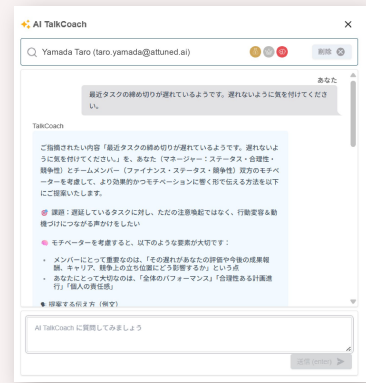 AI TalkCoach
Yamada Taro (taro.yamada@attuned.ai)
削除
あなた
最近タスクの締め切りが遅れているようです。遅れないように気を付けてくださ
い。
TalkCoach
ご指摘されたい内容「最近タスクの締め切りが遅れているようです。遅れないよ
うに気を付けてください。」を、あなた（マネージャー：ステータス・合理性・
競争性）とチームメンバー（ファイナンス・ステータス・競争性）双方のモチベ
ーターを考慮して、より効果的かつモチベーションに響く形で伝える方法を以下
にご提案いたします。
課題：遅延しているタスクに対し、ただの注意喚起ではなく、行動変容＆動
機づけにつながる声かけをしたい
モチベーターを考慮すると、以下のような要素が大切です：
・ メンバーにとって重要なのは、「その遅れがあなたの評価や今後の成果報
酬、キャリア、競争上の立ち位置にどう影響するか」という点
・ あなたにとって大切なのは、「全体のパフォーマンス」「合理性ある計画進
行」「個人の責任感」
提案する伝え方（例文）
AI TalkCoach に質問してみましょう
送信 (enter)